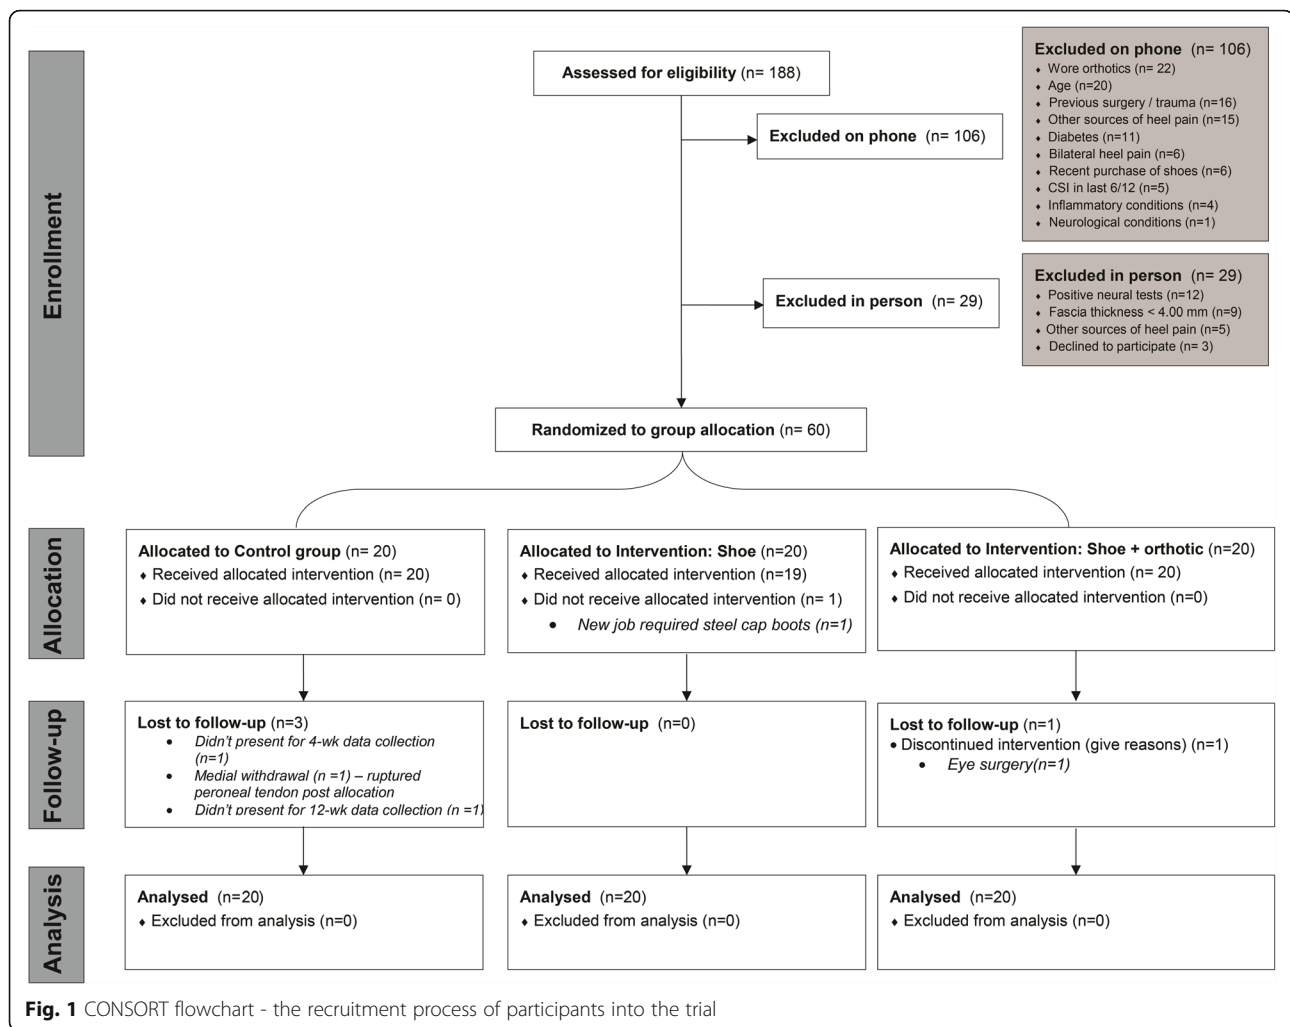 Enrollment
Assessed for eligibility (n= 188)
Excluded on phone (n= 106)
Excluded in person (n= 29)
Excluded on phone (n= 106)
♦ Wore orthotics (n= 22)
♦ Age (n=20)
♦ Previous surgery / trauma (n=16)
♦ Other sources of heel pain (n=15)
♦ Diabetes (n=11)
♦ Bilateral heel pain (n=6)
♦ Recent purchase of shoes (n=6)
♦ CSI in last 6/12 (n=5)
♦ Inflammatory conditions (n=4)
♦ Neurological conditions (n=1)
Excluded in person (n= 29)
♦ Positive neural tests (n=12)
♦ Fascia thickness < 4.00 mm (n=9)
♦ Other sources of heel pain (n=5)
♦ Declined to participate (n= 3)
Randomized to group allocation (n= 60)
Allocation
Allocated to Control group (n= 20)
♦ Received allocated intervention (n= 20)
♦ Did not receive allocated intervention (n= 0)
Allocated to Intervention: Shoe (n=20)
♦ Received allocated intervention (n=19)
♦ Did not receive allocated intervention (n= 1)
• New job required steel cap boots (n=1)
Allocated to Intervention: Shoe + orthotic (n=20)
♦ Received allocated intervention (n= 20)
♦ Did not receive allocated intervention (n=0)
Follow-up
Lost to follow-up (n=3)
• Didn't present for 4-wk data collection
(n=1)
• Medial withdrawal (n =1) – ruptured
peroneal tendon post allocation
• Didn't present for 12-wk data collection (n =1)
Lost to follow-up (n=0)
Lost to follow-up (n=1)
• Discontinued intervention (give reasons) (n=1)
• Eye surgery(n=1)
Analysis
Analysed (n=20)
♦ Excluded from analysis (n=0)
Analysed (n=20)
♦ Excluded from analysis (n=0)
Analysed (n=20)
♦ Excluded from analysis (n=0)
Fig. 1 CONSORT flowchart - the recruitment process of participants into the trial